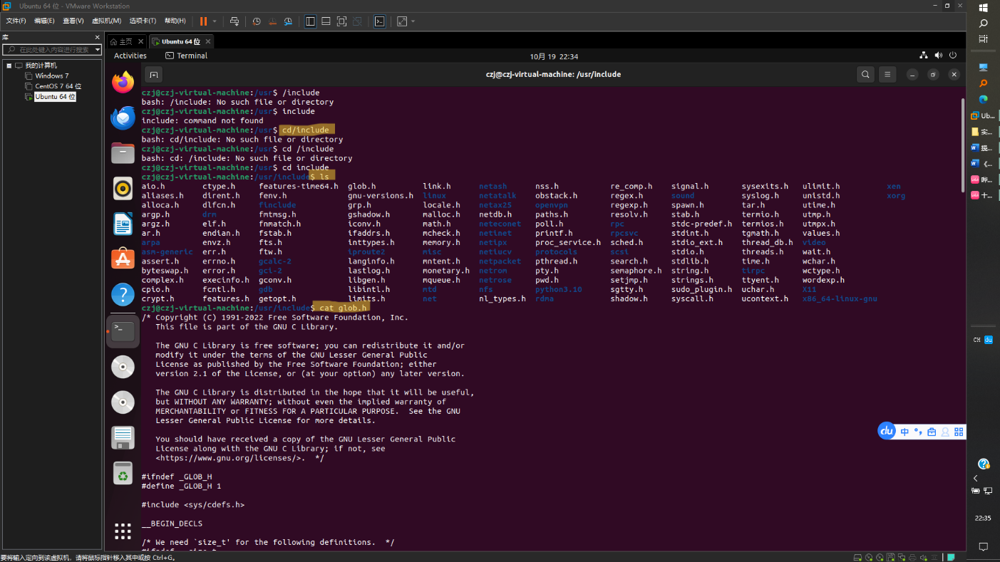 Ubuntu 64 位 - VMware Workstation
文件(F) 编辑(E) 查看(V) 虚拟机(M) 选项卡(T) 帮助(H)
库
在此处键入内容进行搜索
我的计算机
Windows 7
CentOS 7 64 位
Ubuntu 64 位
主页 Ubuntu 64 位
Activities Terminal 10月 19 22:34
czj@czj-virtual-machine: /usr/include
czj@czj-virtual-machine:/usr$ /include
bash: /include: No such file or directory
czj@czj-virtual-machine:/usr$ include
include: command not found
czj@czj-virtual-machine:/usr$ cd/include
bash: cd/include: No such file or directory
czj@czj-virtual-machine:/usr$ cd /include
bash: cd: /include: No such file or directory
czj@czj-virtual-machine:/usr$ cd include
czj@czj-virtual-machine:/usr/include$ ls
aio.h ctype.h features-time64.h glob.h link.h netash nss.h re_comp.h signal.h sysexits.h ulimit.h xen
aliases.h dirent.h fenv.h gnu-versions.h linux netatalk obstack.h regex.h sound syslog.h unistd.h xorg
alloca.h dlfcn.h finclude grp.h locale.h netax25 openvpn regexp.h spawn.h tar.h utime.h
argp.h drm fmtmsg.h gshadow.h malloc.h netdb.h paths.h resolv.h stab.h termio.h utmp.h
argz.h elf.h fnmatch.h iconv.h math.h neteconet poll.h rpc stdc-predef.h termios.h utmpx.h
ar.h endian.h fstab.h ifaddrs.h mcheck.h netinet printf.h rpcsvc stdint.h tgmath.h values.h
arpa envz.h fts.h inttypes.h memory.h netipx proc_service.h sched.h stdio_ext.h thread_db.h video
asm-generic err.h ftw.h iproute2 misc netiucv protocols scsi stdio.h threads.h wait.h
assert.h errno.h gcalc-2 langinfo.h mntent.h netpacket pthread.h search.h stdlib.h time.h wchar.h
byteswap.h error.h gci-2 lastlog.h monetary.h netrom pty.h semaphore.h string.h tirpc wctype.h
complex.h execinfo.h gconv.h libgen.h mqueue.h netrose pwd.h setjmp.h strings.h ttyent.h wordexp.h
cpio.h fcntl.h gdb libintl.h mtd nfs python3.10 sgtty.h sudo_plugin.h uchar.h X11
crypt.h features.h getopt.h limits.h net nl_types.h rdma shadow.h syscall.h ucontext.h x86_64-linux-gnu
czj@czj-virtual-machine:/usr/include$ cat glob.h
/* Copyright (C) 1991-2022 Free Software Foundation, Inc.
This file is part of the GNU C Library.
The GNU C Library is free software; you can redistribute it and/or
modify it under the terms of the GNU Lesser General Public
License as published by the Free Software Foundation; either
version 2.1 of the License, or (at your option) any later version.
The GNU C Library is distributed in the hope that it will be useful,
but WITHOUT ANY WARRANTY; without even the implied warranty of
MERCHANTABILITY or FITNESS FOR A PARTICULAR PURPOSE. See the GNU
Lesser General Public License for more details.
You should have received a copy of the GNU Lesser General Public
License along with the GNU C Library; if not, see
<https://www.gnu.org/licenses/>. */
#ifndef _GLOB_H
#define _GLOB_H 1
#include <sys/cdefs.h>
__BEGIN_DECLS
/* We need `size_t' for the following definitions. */
要将输入定向到该虚拟机，请将鼠标指针移入其中或按 Ctrl+G。
Ub...
实...
CH du
du 中
22:35